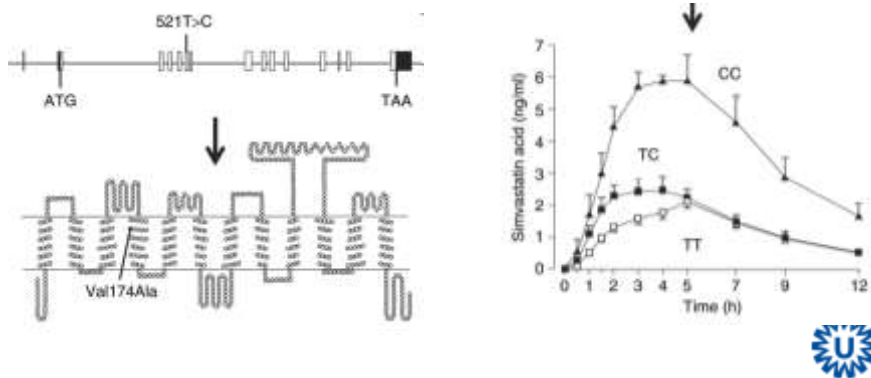 521T>C
ATG
TAA
Val174Ala
Simvastatin acid (ng/ml)
7
6
5
4
3
2
1
0
CC
TC
TT
0 1 2 3 4 5 7 9 12
Time (h)
U